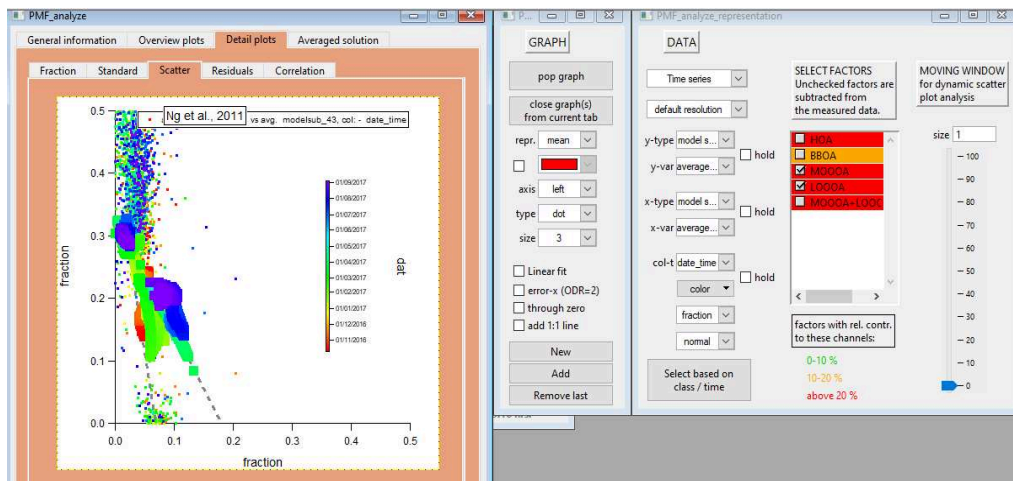 PMF_analyze
General information
Overview plots
Detail plots
Averaged solution
Fraction
Standard
Scatter
Residuals
Correlation
Ng et al., 2011
vs avg. modelsub_43, col: - date_time
0.5
0.4
0.3
0.2
0.1
0.0
fraction
0.0
0.1
0.2
0.3
0.4
0.5
fraction
01/09/2017
01/08/2017
01/07/2017
01/06/2017
01/05/2017
01/04/2017
01/03/2017
01/02/2017
01/01/2017
01/12/2016
01/11/2016
dat
P...
GRAPH
pop graph
close graph(s)
from current tab
repr. mean
axis left
type dot
size 3
Linear fit
error-x (ODR=2)
through zero
add 1:1 line
New
Add
Remove last
PMF_analyze_representation
DATA
Time series
default resolution
y-type model s...
hold
y-var average...
x-type model s...
hold
x-var average...
col-t date_time
hold
color
fraction
normal
Select based on
class / time
SELECT FACTORS
Unchecked factors are
subtracted from
the measured data.
HOA
BBOA
MOOOA
LOOOA
MOOOA+LOOC
factors with rel. contr.
to these channels:
0-10 %
10-20 %
above 20 %
MOVING WINDOW
for dynamic scatter
plot analysis
size 1
100
90
80
70
60
50
40
30
20
10
0